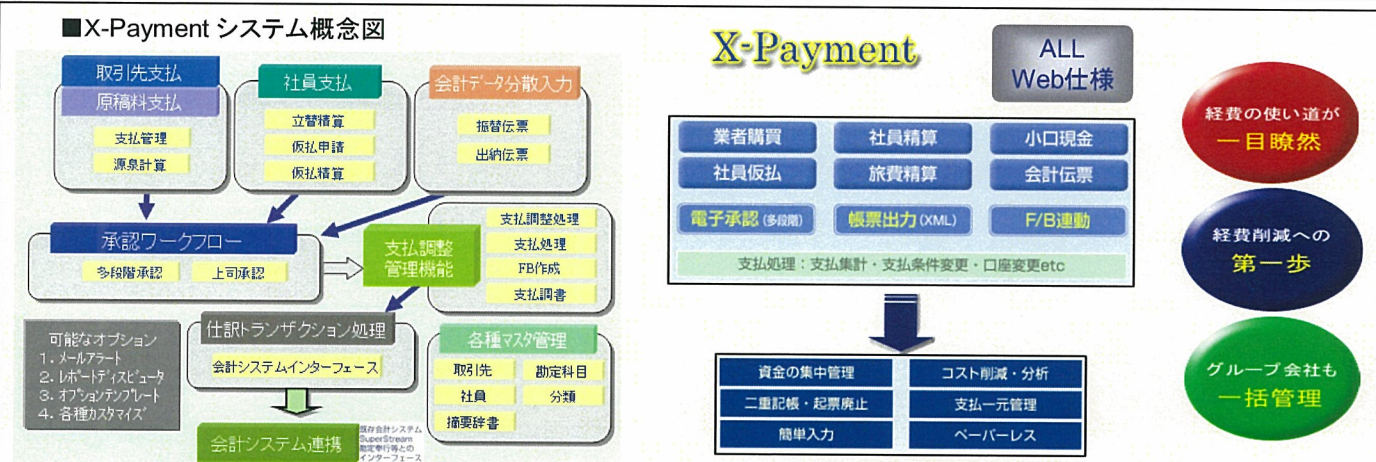 ■X-Payment システム概念図
取引先支払
原稿料支払
支払管理
源泉計算
社員支払
立替精算
仮払申請
仮払精算
会計データ分散入力
振替伝票
出納伝票
承認ワークフロー
多段階承認
上司承認
支払調整
管理機能
支払調整処理
支払処理
FB作成
支払調書
可能なオプション
1. メールアラート
2. レポートディスピュータ
3. オプションテンプレート
4. 各種カスタマイズ
仕訳トランザクション処理
会計システムインターフェース
各種マスタ管理
取引先
勘定科目
社員
分類
摘要辞書
会計システム連携
既存会計システム
SuperStream
勘定奉行等との
インターフェース
X-Payment
ALL
Web仕様
業者購買
社員精算
小口現金
社員仮払
旅費精算
会計伝票
電子承認(多段階)
帳票出力(XML)
F/B連動
支払処理：支払集計・支払条件変更・口座変更etc
資金の集中管理
コスト削減・分析
二重記帳・起票廃止
支払一元管理
簡単入力
ペーパーレス
経費の使い道が
一目瞭然
経費削減への
第一歩
グループ会社も
一括管理